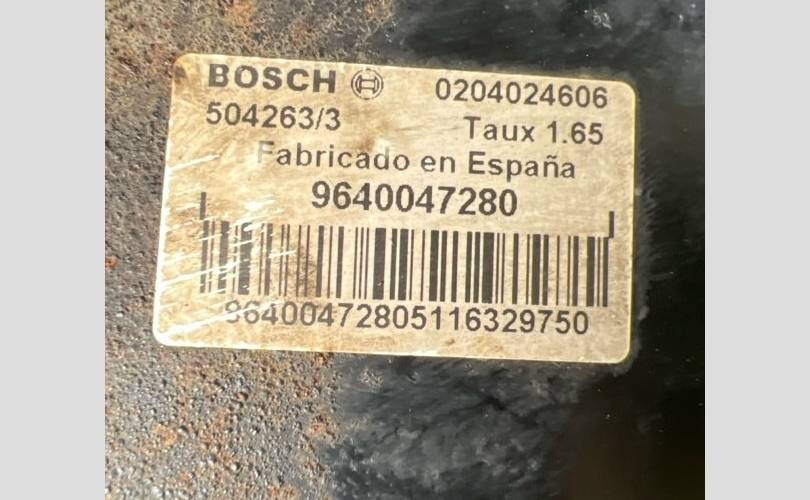 BOSCH 0204024606
504263/3 Taux 1.65
Fabricado en España
9640047280
96400472805116329750